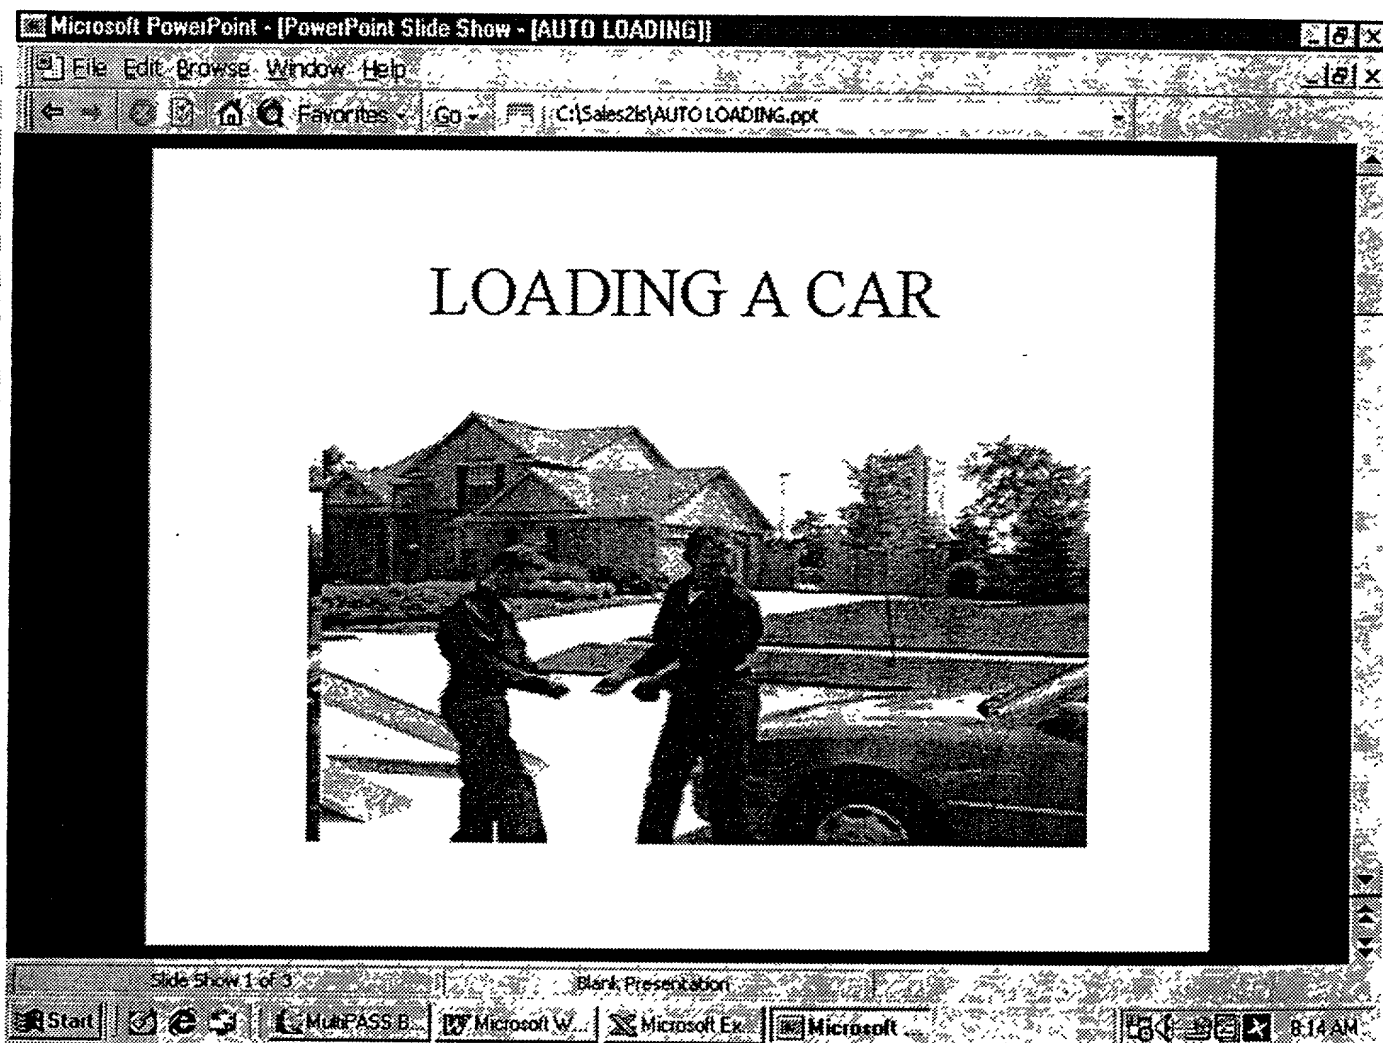 Microsoft PowerPoint - [PowerPoint Slide Show - [AUTO LOADING]]
File Edit Browse Window Help
Favorites Go C:\Sales2is\AUTO LOADING.ppt
LOADING A CAR
Slide Show 1 of 3 Blank Presentation
Start MultiPASS B... Microsoft W... Microsoft Ex... Microsoft ... 8:14 AM